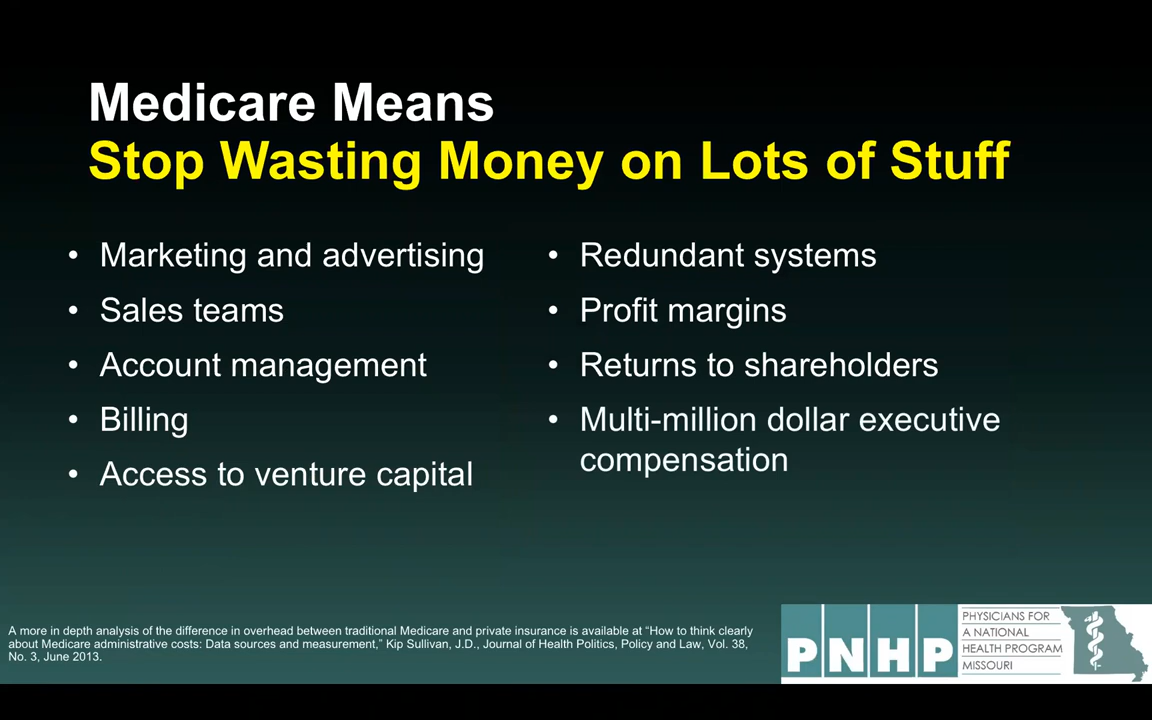 Medicare Means
Stop Wasting Money on Lots of Stuff
• Marketing and advertising
• Sales teams
• Account management
• Billing
• Access to venture capital
• Redundant systems
• Profit margins
• Returns to shareholders
• Multi-million dollar executive
compensation
A more in depth analysis of the difference in overhead between traditional Medicare and private insurance is available at “How to think clearly
about Medicare administrative costs: Data sources and measurement,” Kip Sullivan, J.D., Journal of Health Politics, Policy and Law, Vol. 38,
No. 3, June 2013.
PNHP
PHYSICIANS FOR
A NATIONAL
HEALTH PROGRAM
MISSOURI